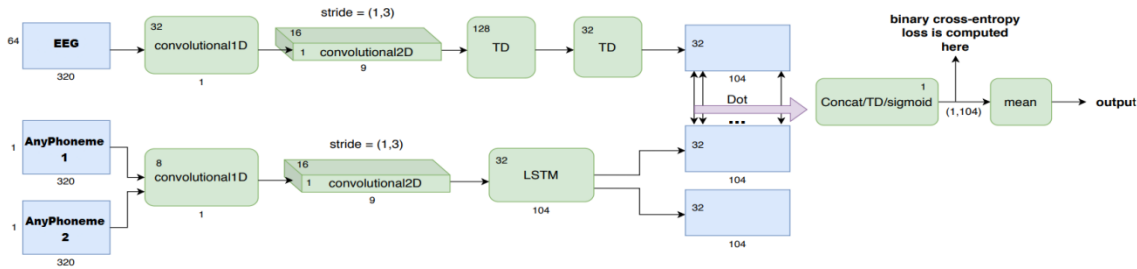 stride = (1,3)
64
EEG
320
32
convolutional1D
1
16
1
convolutional2D
9
128
TD
32
TD
32
104
Dot
...
binary cross-entropy
loss is computed
here
1
Concat/TD/sigmoid
(1,104)
mean
output
1
AnyPhoneme
1
320
1
AnyPhoneme
2
320
8
convolutional1D
1
stride = (1,3)
16
1
convolutional2D
9
32
LSTM
104
32
104
32
104